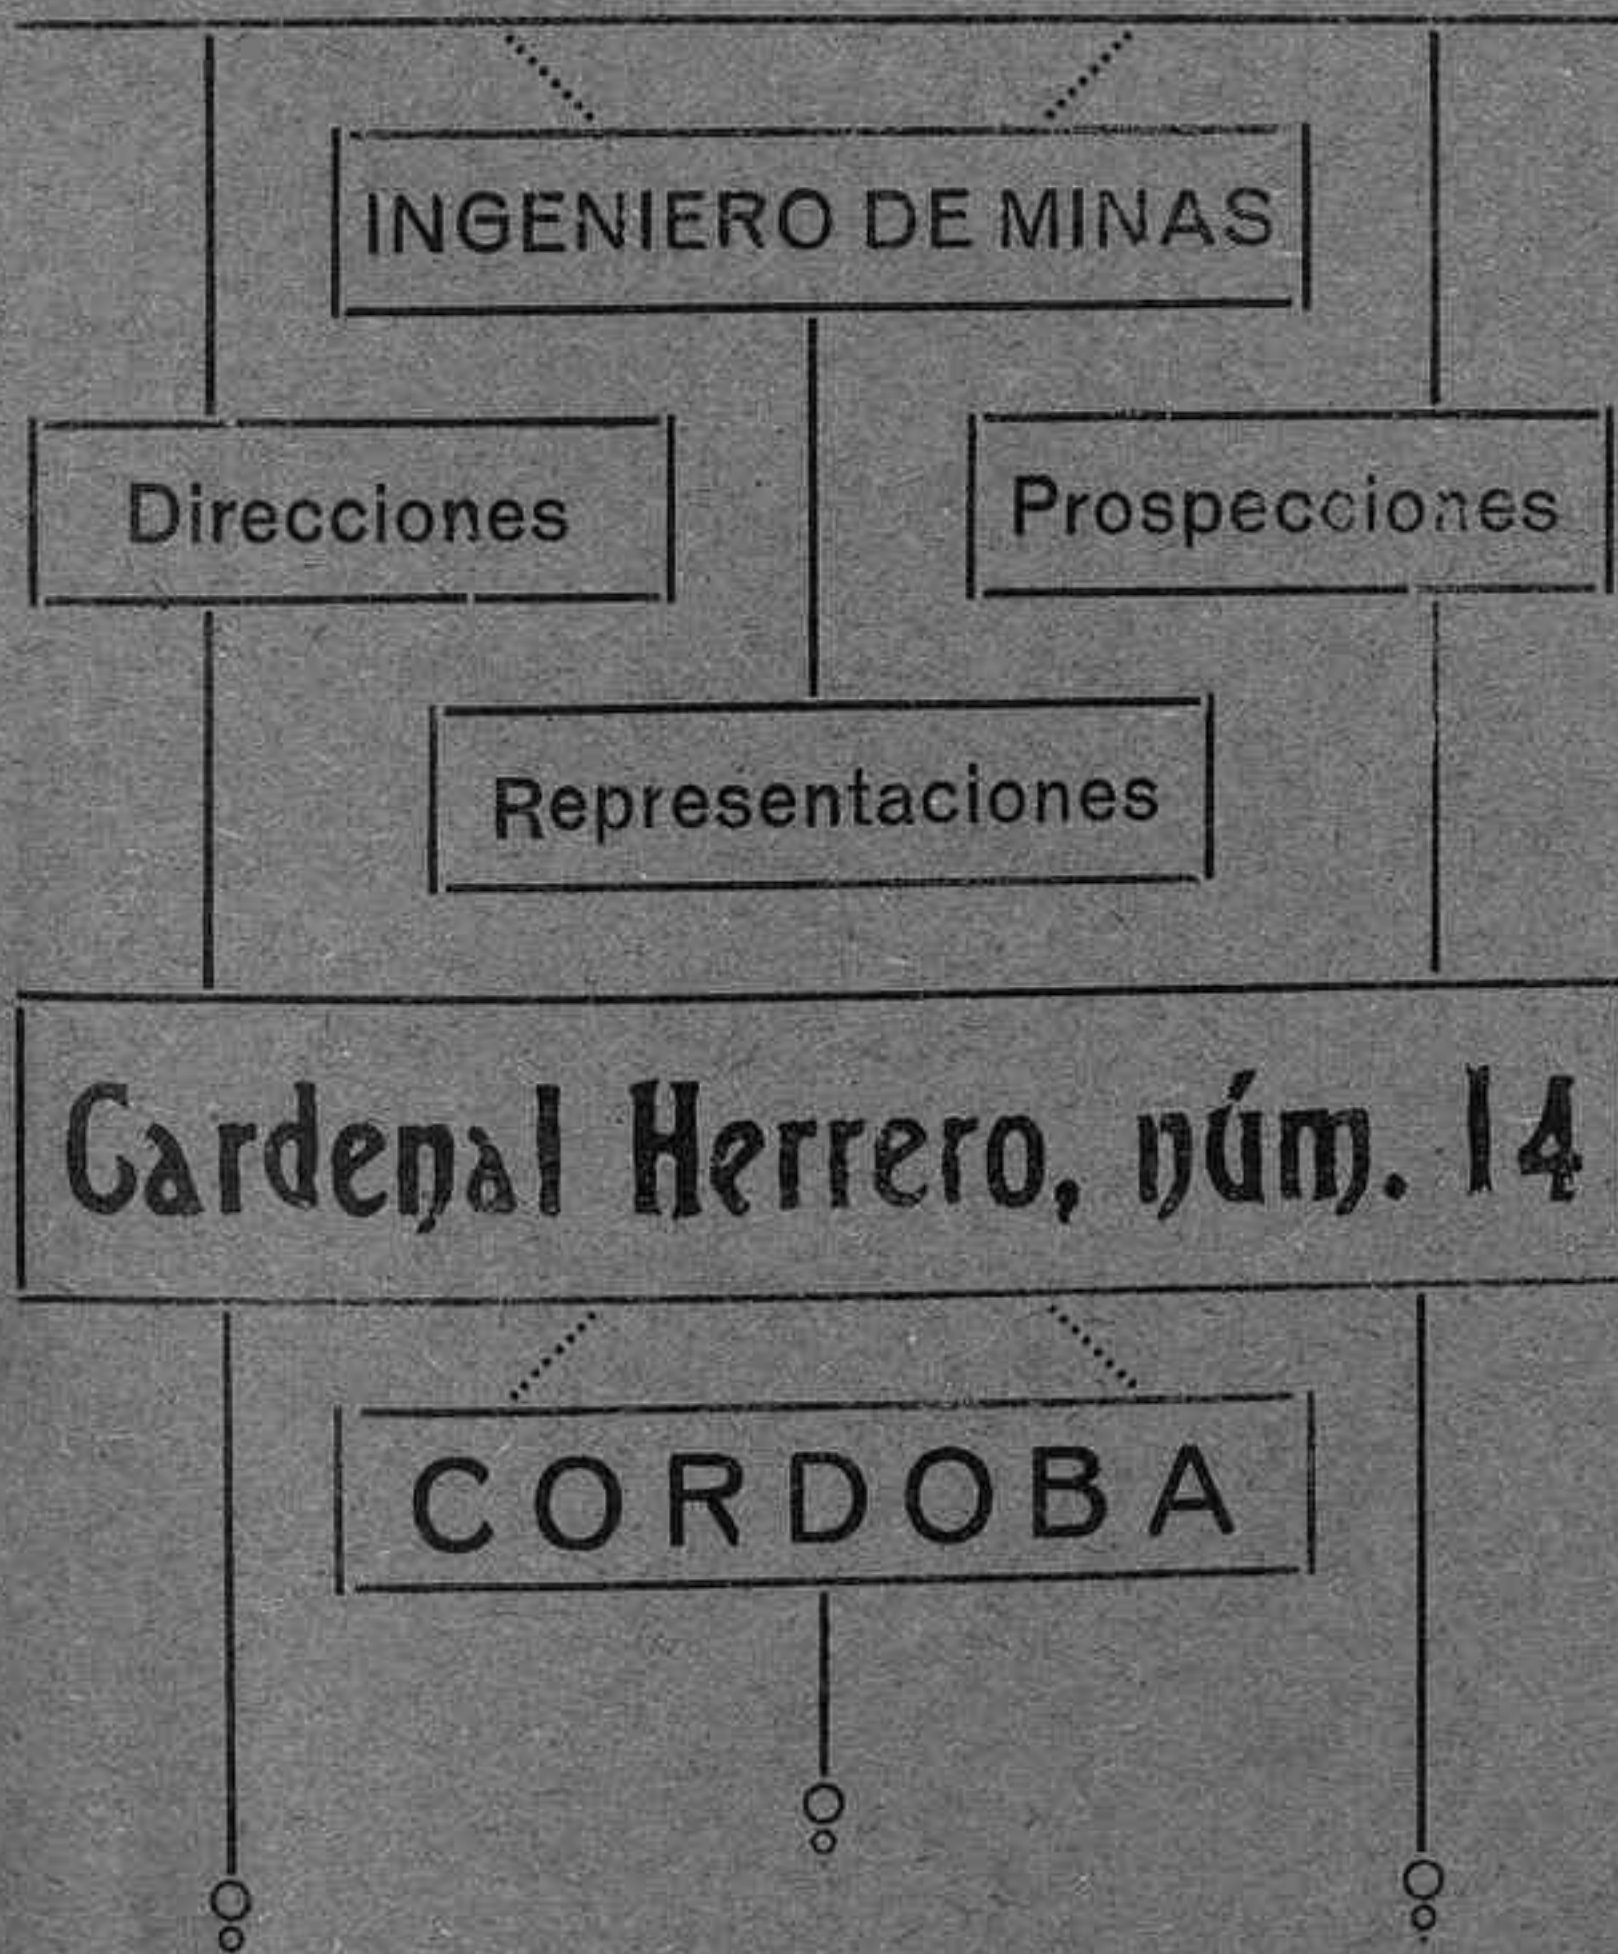 INGENIERO DE MINAS
Direcciones
Prospecciones
Representaciones
Cardenal Herrero, núm. 14
CORDOBA